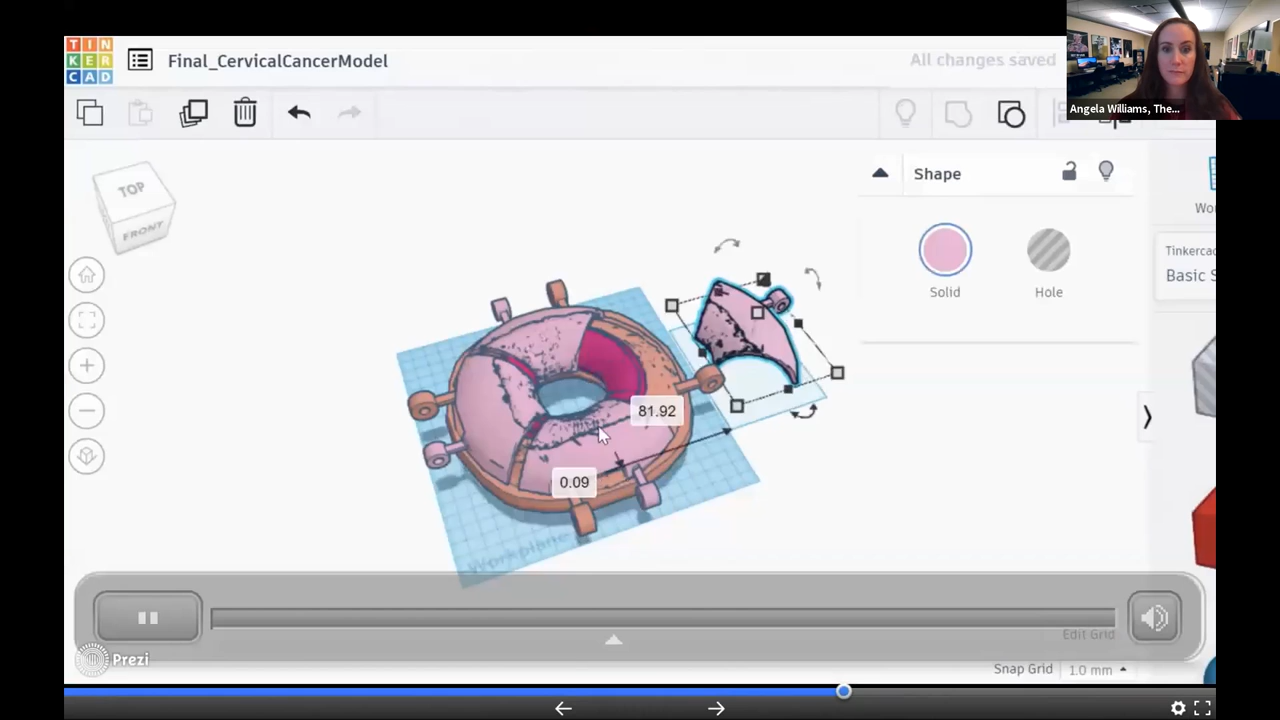 TIN
KER
CAD
Final_CervicalCancerModel
All changes saved
Angela Williams, The...
TOP
FRONT
Shape
Solid
Hole
Wor
Tinkercad
Basic S
81.92
0.09
Workplane
Edit Grid
Prezi
Snap Grid
1.0 mm